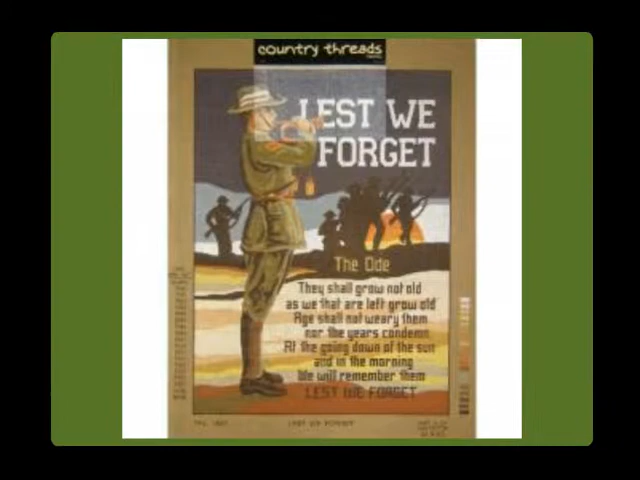 country threads
LEST WE
FORGET
The Ode
They shall grow not old
as we that are left grow old
Age shall not weary them
nor the years condemn
At the going down of the sun
and in the morning
We will remember them
LEST WE FORGET
LEST WE FORGET